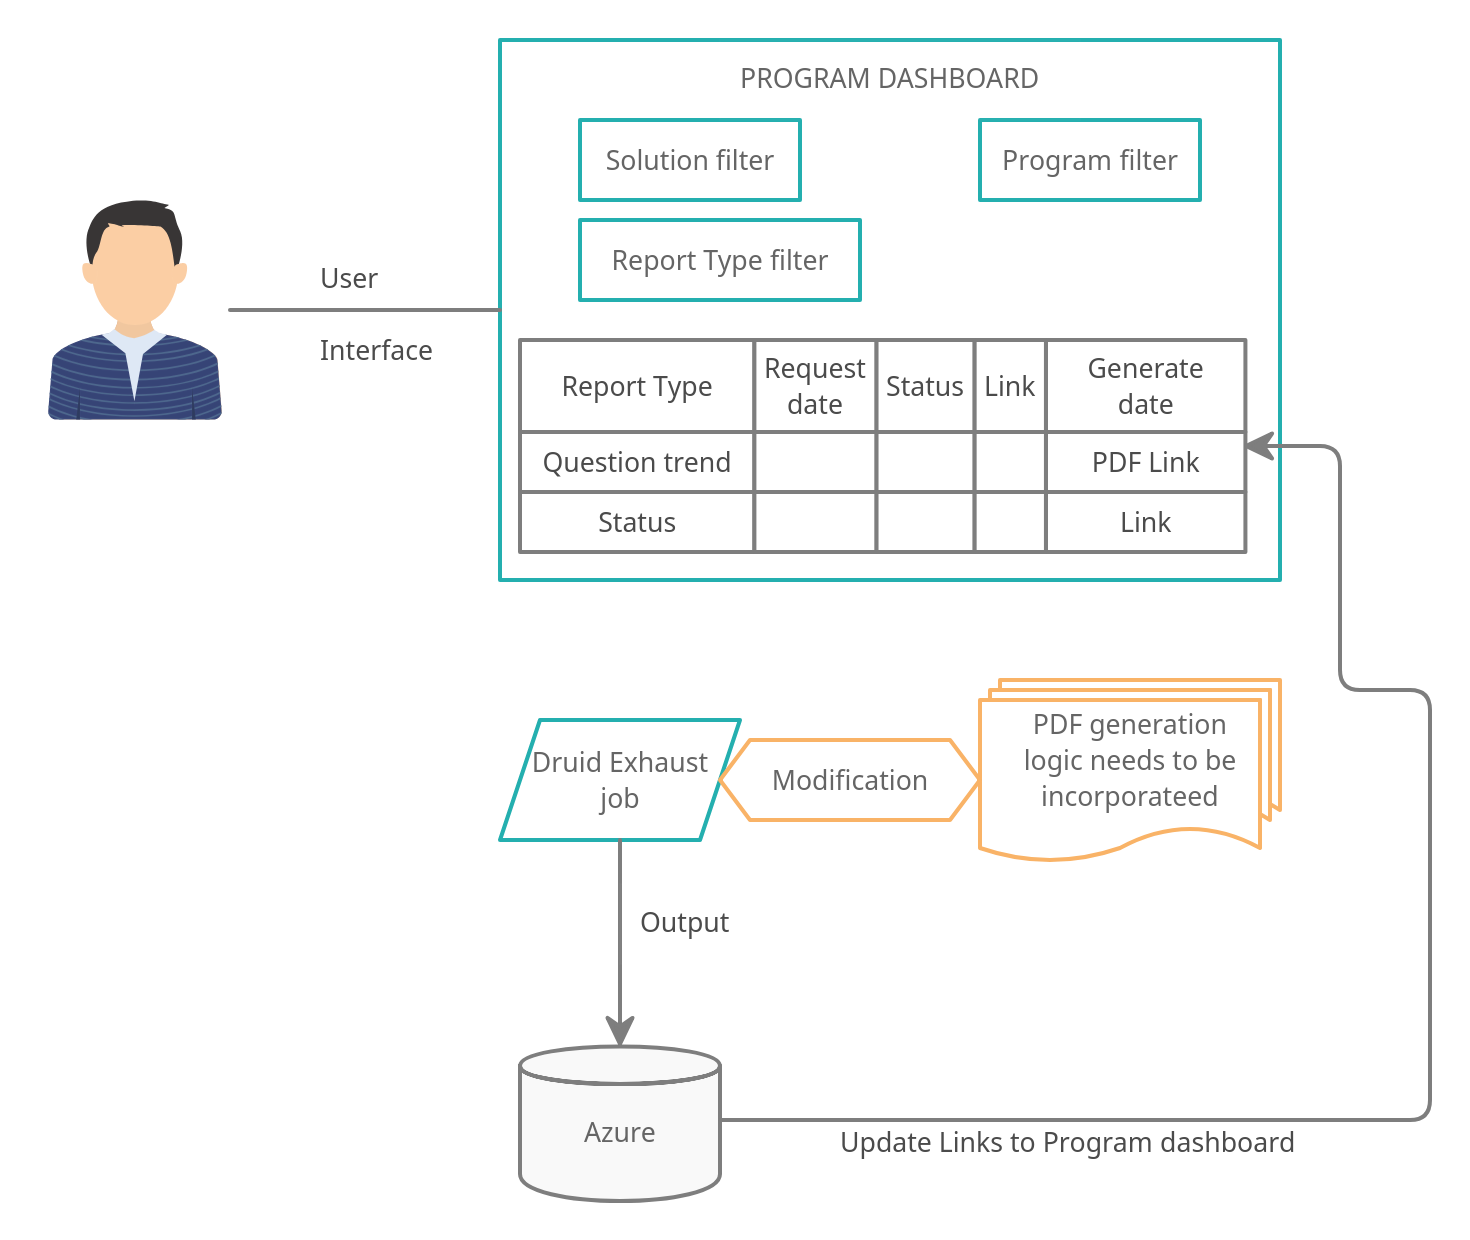 PROGRAM DASHBOARD
Solution filter
Program filter
Report Type filter
User
Interface
Report Type
Request
date
Status
Link
Generate
date
Question trend
PDF Link
Status
Link
Druid Exhaust
job
Modification
PDF generation
logic needs to be
incorporateed
Output
Azure
Update Links to Program dashboard